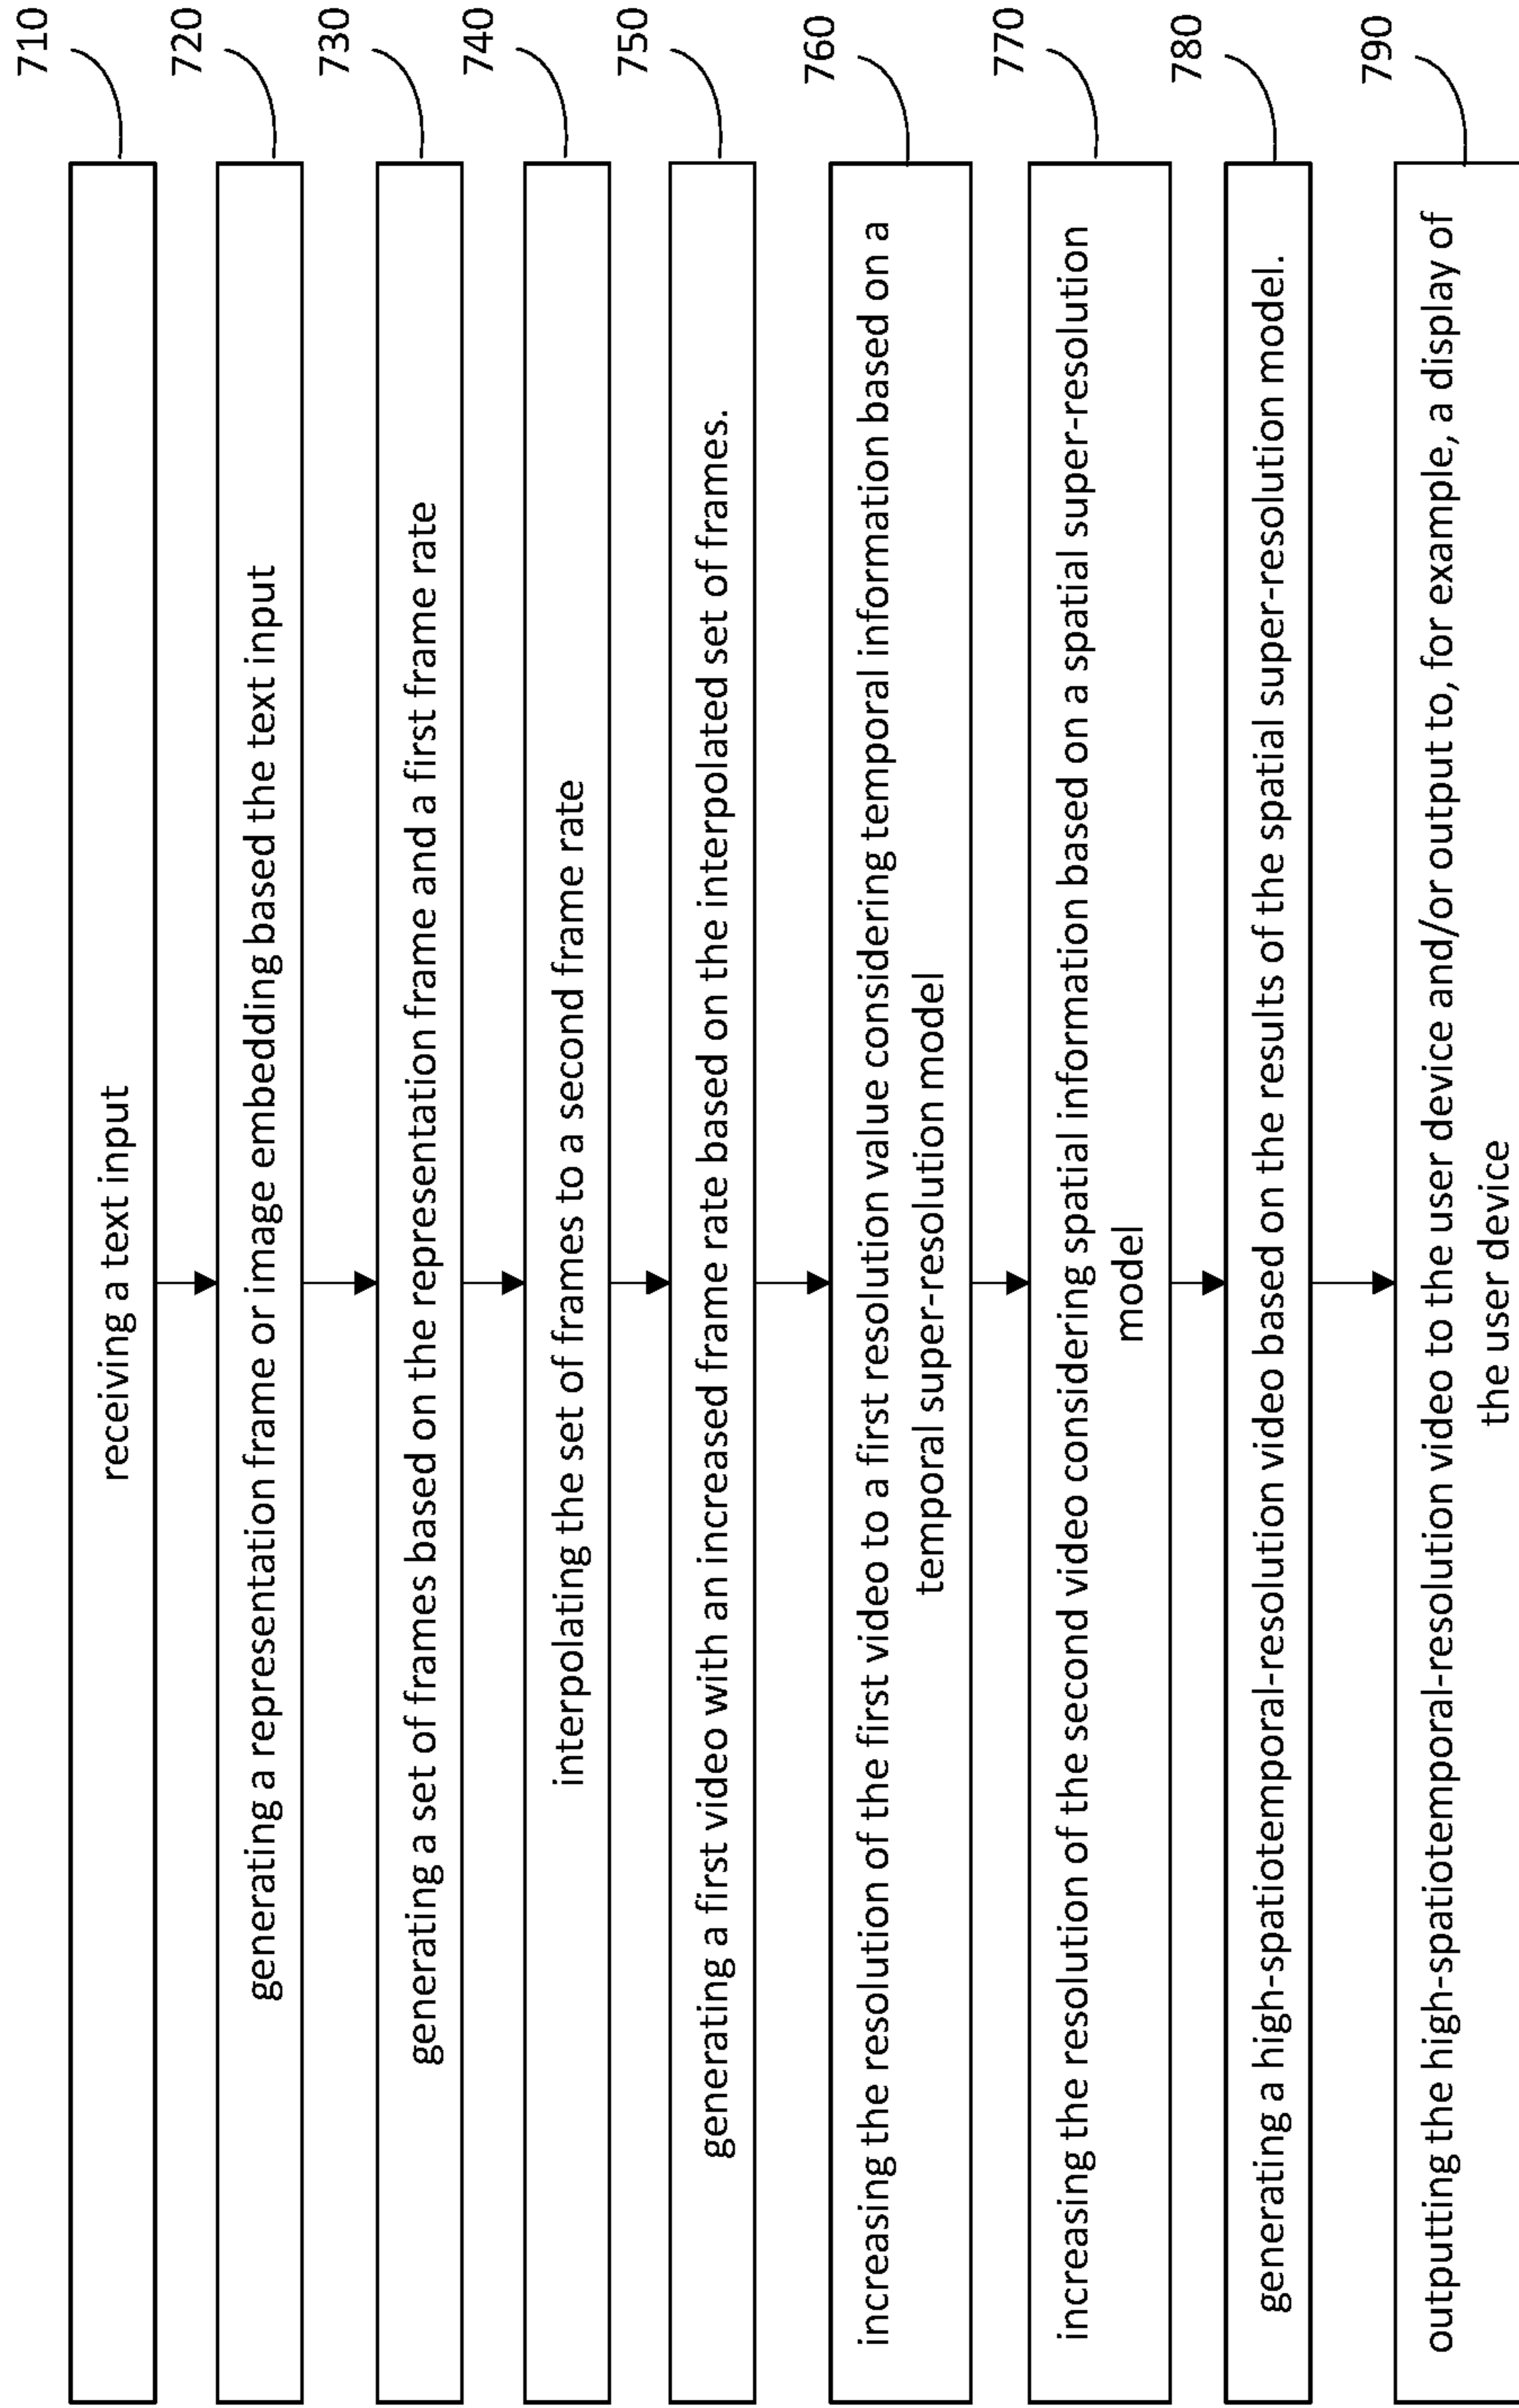 710
receiving a text input
720
generating a representation frame or image embedding based the text input
730
generating a set of frames based on the representation frame and a first frame rate
740
interpolating the set of frames to a second frame rate
750
generating a first video with an increased frame rate based on the interpolated set of frames.
760
increasing the resolution of the first video to a first resolution value considering temporal information based on a
temporal super-resolution model
770
increasing the resolution of the second video considering spatial information based on a spatial super-resolution
model
780
generating a high-spatiotemporal-resolution video based on the results of the spatial super-resolution model.
790
outputting the high-spatiotemporal-resolution video to the user device and/or output to, for example, a display of
the user device